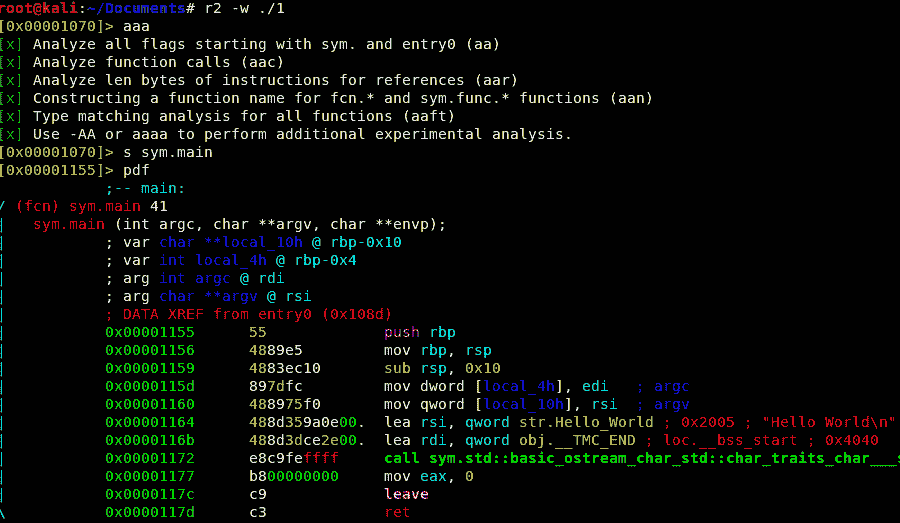 root@kali:~/Documents# r2 -w ./1
[0x00001070]> aaa
[x] Analyze all flags starting with sym. and entry0 (aa)
[x] Analyze function calls (aac)
[x] Analyze len bytes of instructions for references (aar)
[x] Constructing a function name for fcn.* and sym.func.* functions (aan)
[x] Type matching analysis for all functions (aaft)
[x] Use -AA or aaaa to perform additional experimental analysis.
[0x00001070]> s sym.main
[0x00001155]> pdf
;-- main:
/ (fcn) sym.main 41
| sym.main (int argc, char **argv, char **envp);
| ; var char **local_10h @ rbp-0x10
| ; var int local_4h @ rbp-0x4
| ; arg int argc @ rdi
| ; arg char **argv @ rsi
| ; DATA XREF from entry0 (0x108d)
| 0x00001155 55 push rbp
| 0x00001156 4889e5 mov rbp, rsp
| 0x00001159 4883ec10 sub rsp, 0x10
| 0x0000115d 897dfc mov dword [local_4h], edi ; argc
| 0x00001160 488975f0 mov qword [local_10h], rsi ; argv
| 0x00001164 488d359a0e00. lea rsi, qword str.Hello_World ; 0x2005 ; "Hello World\n"
| 0x0000116b 488d3dce2e00. lea rdi, qword obj.__TMC_END ; loc.__bss_start ; 0x4040
| 0x00001172 e8c9feffff call sym.std::basic_ostream_char_std::char_traits_char___s
| 0x00001177 b800000000 mov eax, 0
| 0x0000117c c9 leave
\ 0x0000117d c3 ret